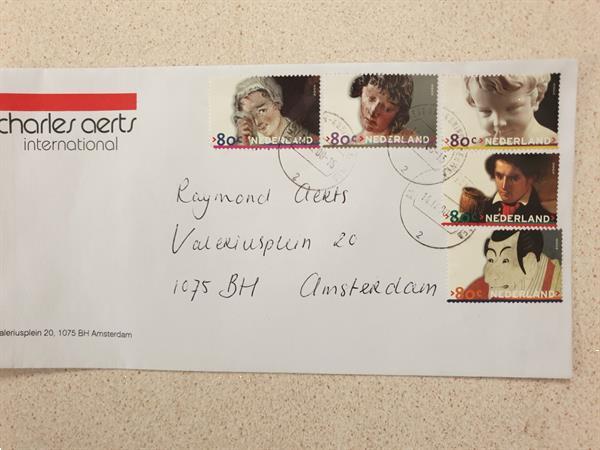 charles aerts
international
80c NEDERLAND
80c NEDERLAND
80c NEDERLAND
80c NEDERLAND
80c NEDERLAND
Raymond Aerts
Valeriusplein 20
1075 BH Amsterdam
aleriusplein 20, 1075 BH Amsterdam